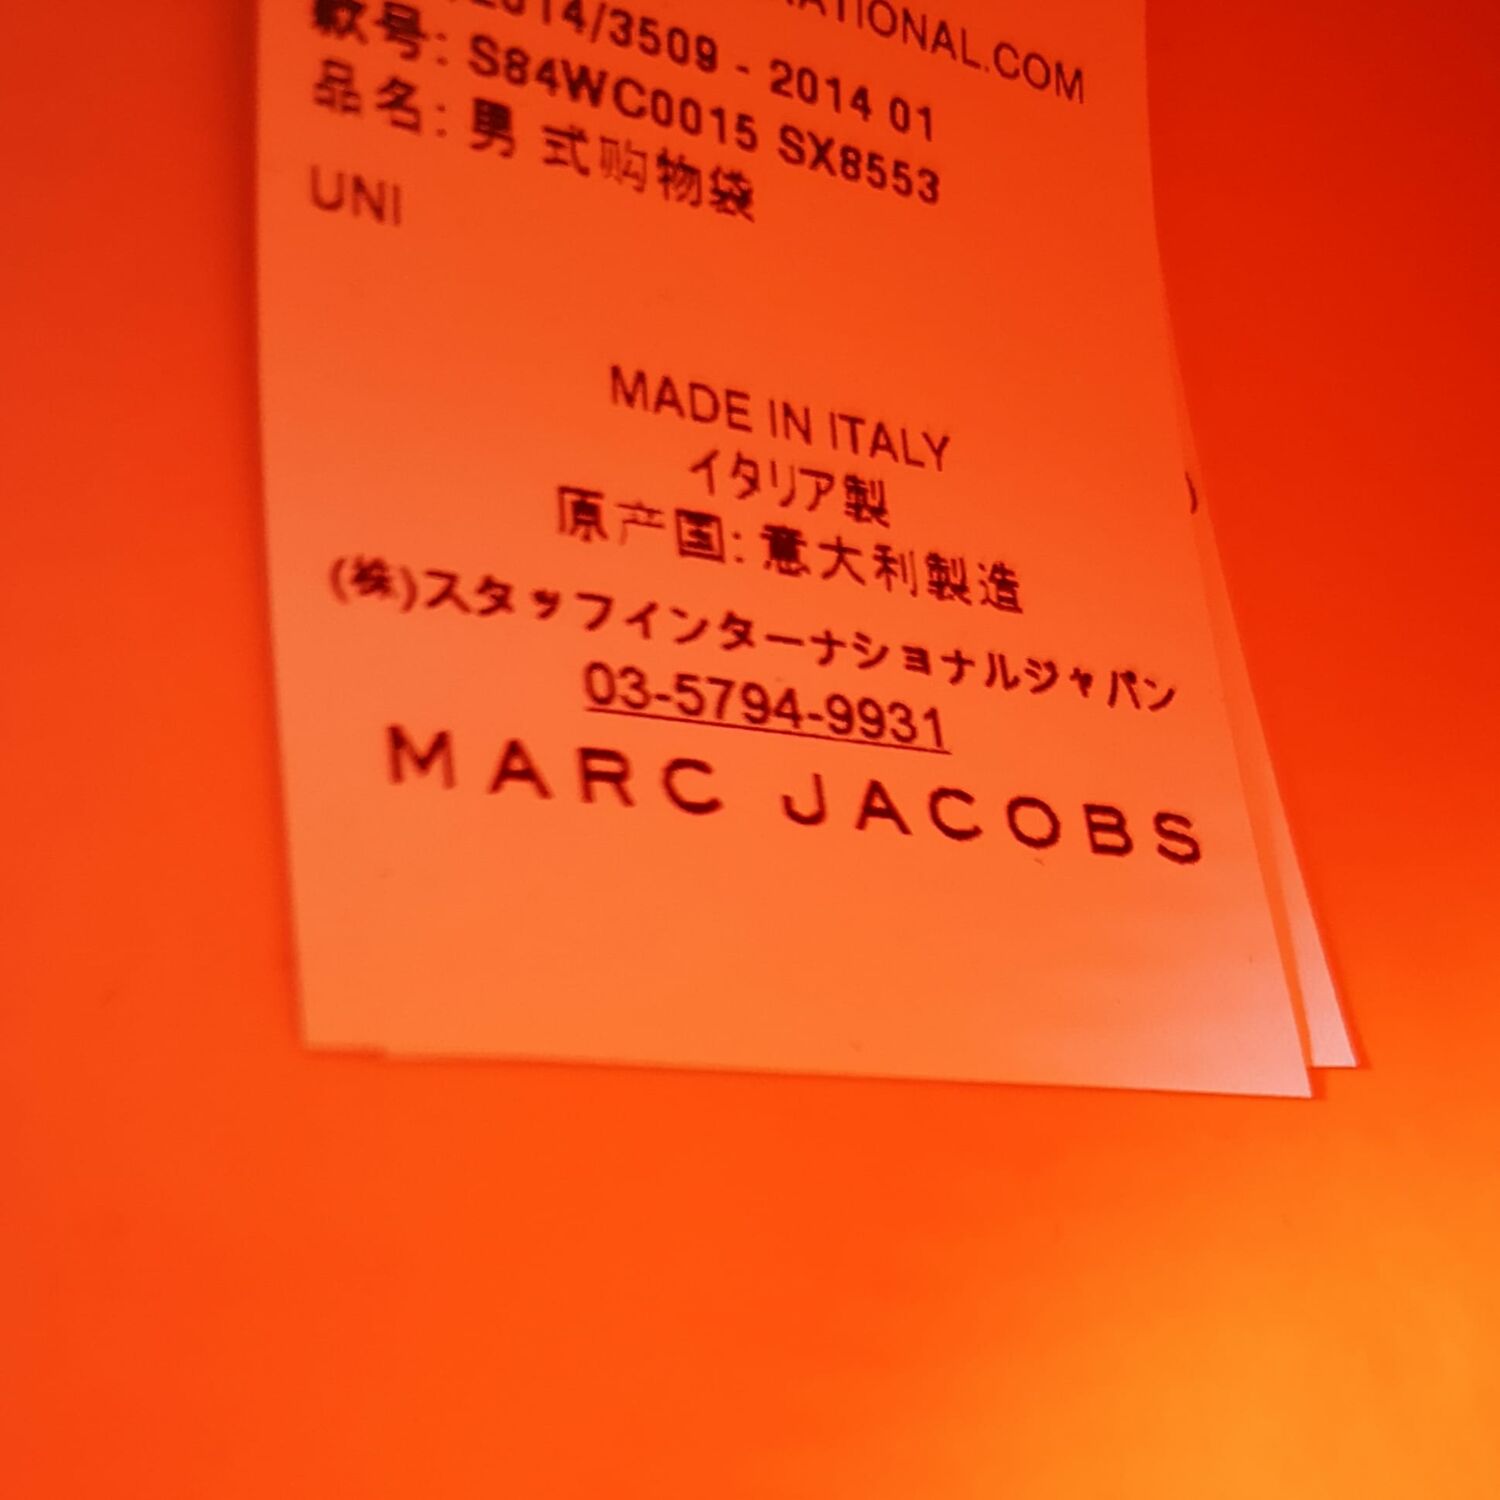 2014/3509 - 2014 01
款号: S84WC0015 SX8553
品名: 男式购物袋
UNI
MADE IN ITALY
イタリア製
原产国: 意大利製造
(株)スタッフインターナショナルジャパン
03-5794-9931
MARC JACOBS